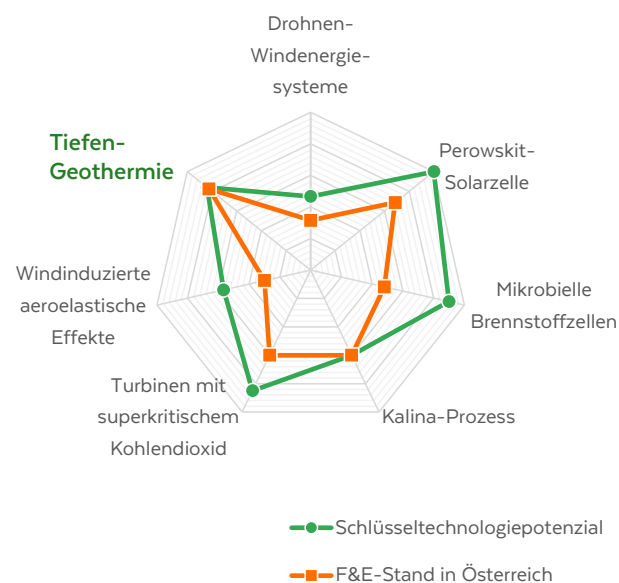 Drohnen-
Windenergie-
systeme
Tiefen-
Geothermie
Perowskit-
Solarzelle
Windinduzierte
aeroelastische
Effekte
Mikrobielle
Brennstoffzellen
Turbinen mit
superkritischem
Kohlendioxid
Kalina-Prozess
Schlüsseltechnologiepotenzial
F&E-Stand in Österreich